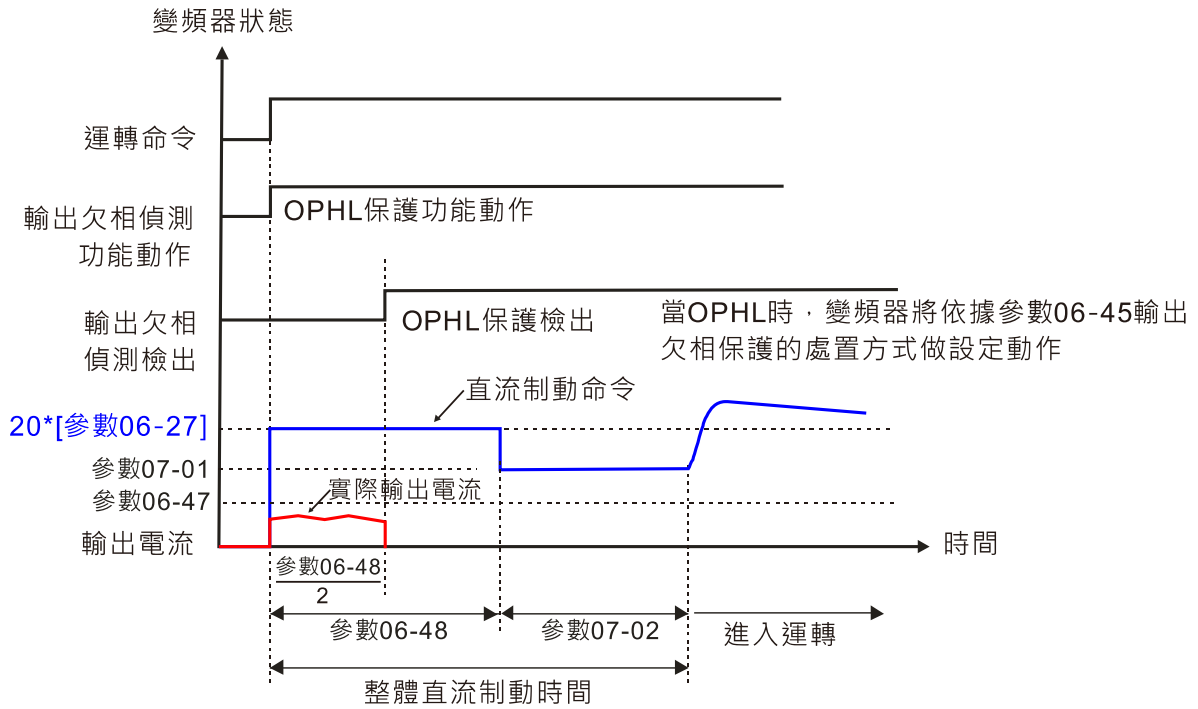 變頻器狀態
運轉命令
輸出欠相偵測
功能動作
OPHL保護功能動作
輸出欠相
偵測檢出
OPHL保護檢出
當OPHL時，變頻器將依據參數06-45輸出
欠相保護的處置方式做設定動作
直流制動命令
20*[參數06-27]
參數07-01
參數06-47
實際輸出電流
輸出電流
時間
參數06-48
2
參數06-48
參數07-02
進入運轉
整體直流制動時間